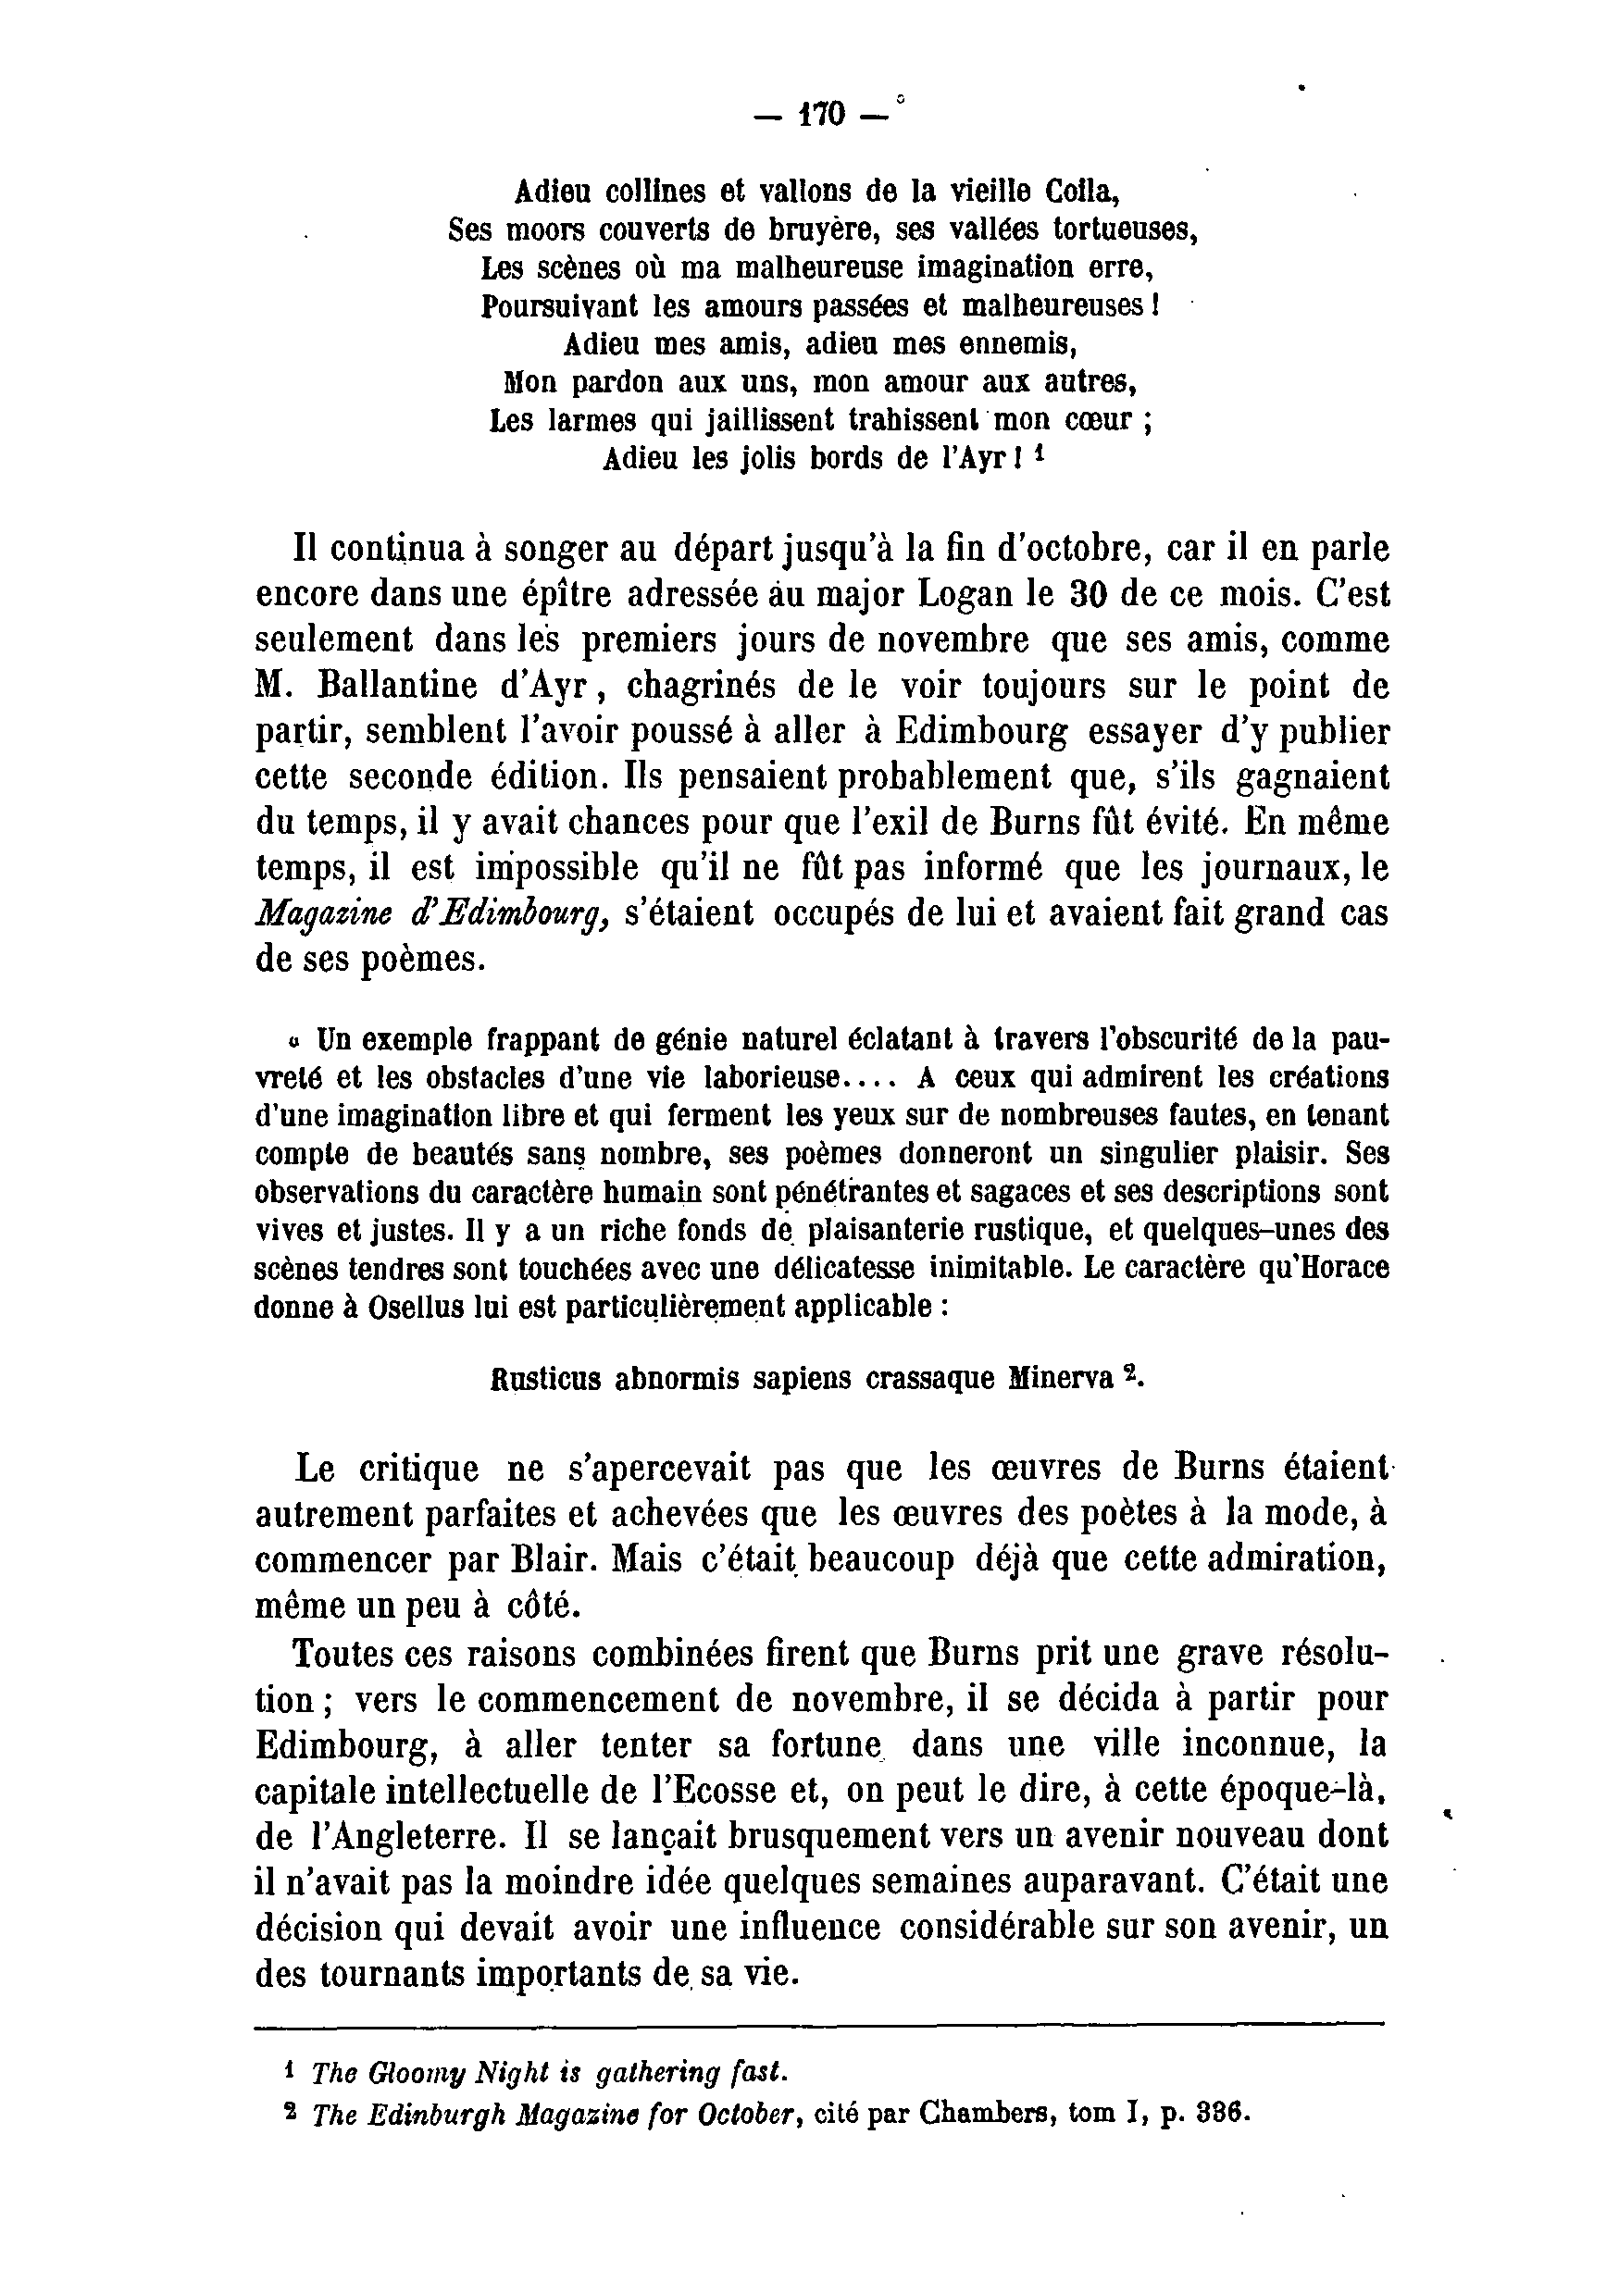 — 170 —
Adieu collines et vallons de la vieille Coila,
Ses moors couverts de bruyère, ses vallées tortueuses,
Les scènes où ma malheureuse imagination erre,
Poursuivant les amours passées et malheureuses !
Adieu mes amis, adieu mes ennemis,
Mon pardon aux uns, mon amour aux autres,
Les larmes qui jaillissent trahissent mon cœur ;
Adieu les jolis bords de l'Ayr ! 1
Il continua à songer au départ jusqu'à la fin d'octobre, car il en parle
encore dans une épître adressée au major Logan le 30 de ce mois. C'est
seulement dans les premiers jours de novembre que ses amis, comme
M. Ballantine d'Ayr, chagrinés de le voir toujours sur le point de
partir, semblent l'avoir poussé à aller à Edimbourg essayer d'y publier
cette seconde édition. Ils pensaient probablement que, s'ils gagnaient
du temps, il y avait chances pour que l'exil de Burns fût évité. En même
temps, il est impossible qu'il ne fût pas informé que les journaux, le
Magazine d'Edimbourg, s'étaient occupés de lui et avaient fait grand cas
de ses poèmes.
« Un exemple frappant de génie naturel éclatant à travers l'obscurité de la pau-
vreté et les obstacles d'une vie laborieuse.... A ceux qui admirent les créations
d'une imagination libre et qui ferment les yeux sur de nombreuses fautes, en tenant
compte de beautés sans nombre, ses poèmes donneront un singulier plaisir. Ses
observations du caractère humain sont pénétrantes et sagaces et ses descriptions sont
vives et justes. Il y a un riche fonds de plaisanterie rustique, et quelques-unes des
scènes tendres sont touchées avec une délicatesse inimitable. Le caractère qu'Horace
donne à Osellus lui est particulièrement applicable :
Rusticus abnormis sapiens crassaque Minerva 2.
Le critique ne s'apercevait pas que les œuvres de Burns étaient
autrement parfaites et achevées que les œuvres des poètes à la mode, à
commencer par Blair. Mais c'était beaucoup déjà que cette admiration,
même un peu à côté.
Toutes ces raisons combinées firent que Burns prit une grave résolu-
tion ; vers le commencement de novembre, il se décida à partir pour
Edimbourg, à aller tenter sa fortune dans une ville inconnue, la
capitale intellectuelle de l'Ecosse et, on peut le dire, à cette époque-là,
de l'Angleterre. Il se lançait brusquement vers un avenir nouveau dont
il n'avait pas la moindre idée quelques semaines auparavant. C'était une
décision qui devait avoir une influence considérable sur son avenir, un
des tournants importants de sa vie.
1 The Gloomy Night is gathering fast.
2 The Edinburgh Magazine for October, cité par Chambers, tom I, p. 336.